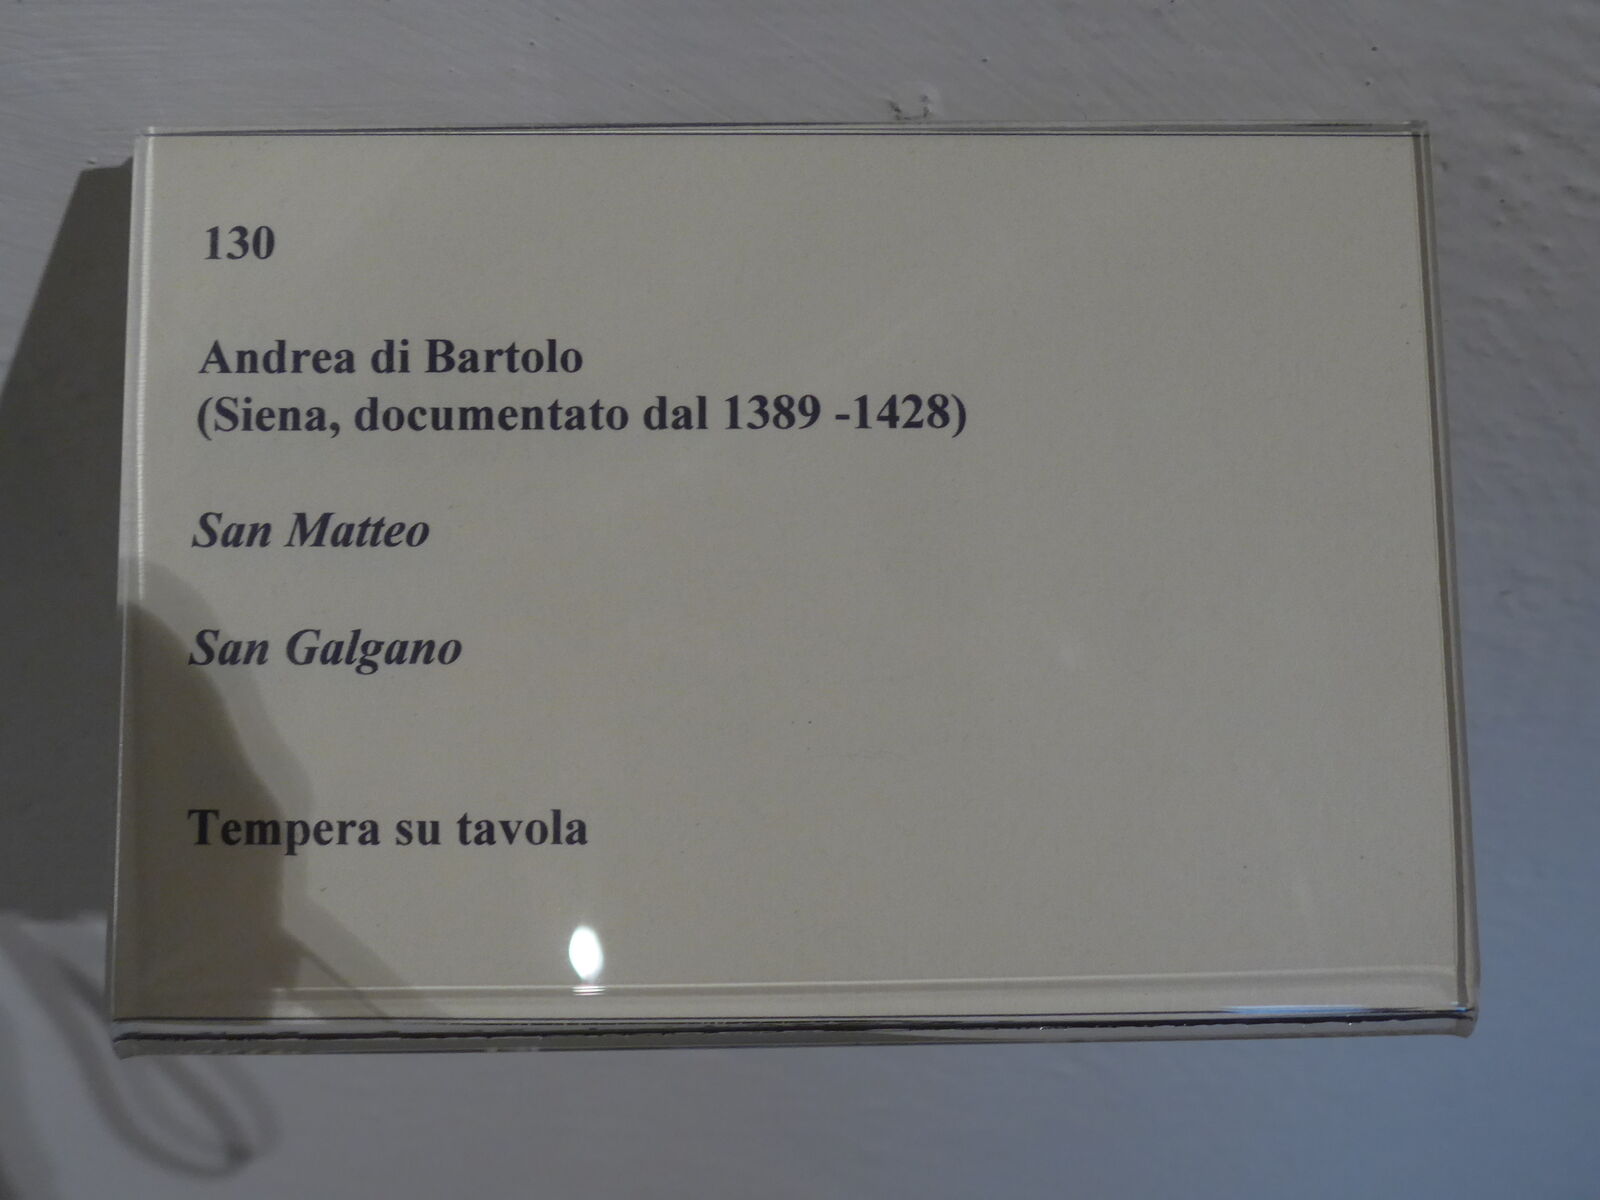 130
Andrea di Bartolo
(Siena, documentato dal 1389 -1428)
San Matteo
San Galgano
Tempera su tavola